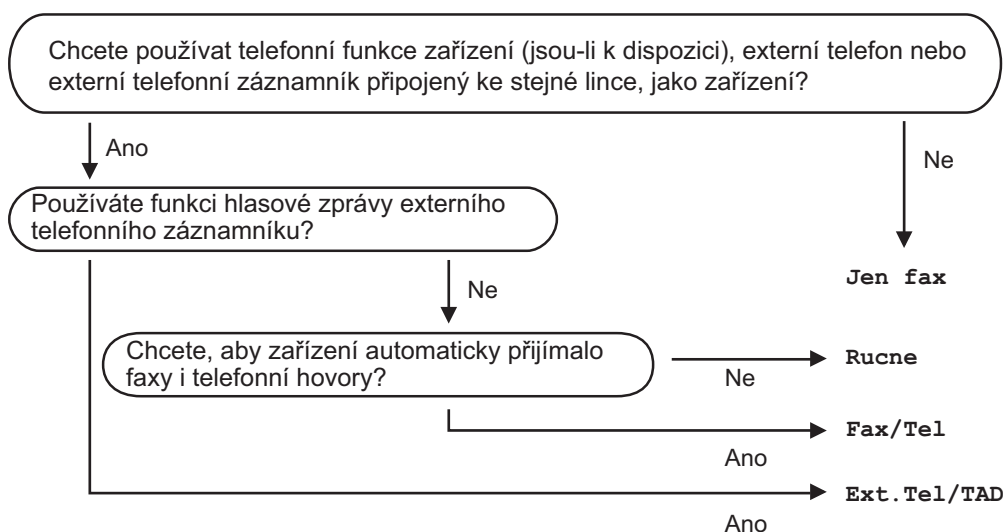 Chcete používat telefonní funkce zařízení (jsou-li k dispozici), externí telefon nebo
externí telefonní záznamník připojený ke stejné lince, jako zařízení?
Ano
Ne
Používáte funkci hlasové zprávy externího
telefonního záznamníku?
Ne
Jen fax
Chcete, aby zařízení automaticky přijímalo
faxy i telefonní hovory?
Ne
Rucne
Ano
Fax/Tel
Ano
Ext.Tel/TAD